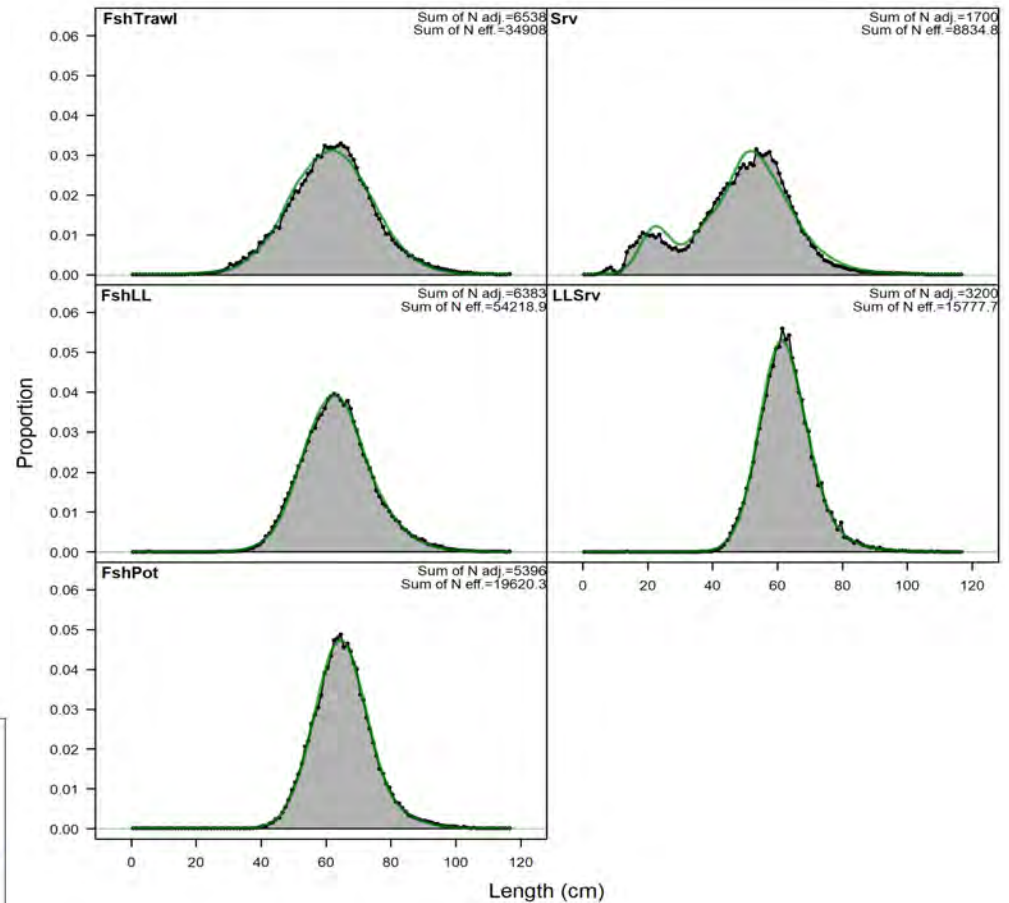 FshTrawl
Sum of N adj.=6538
Sum of N eff.=34908
0.06
0.05
0.04
0.03
0.02
0.01
0.00
Srv
Sum of N adj.=1700
Sum of N eff.=8834.8
FshLL
Sum of N adj.=6383
Sum of N eff.=54218.9
0.06
0.05
0.04
0.03
0.02
0.01
0.00
LLSrv
Sum of N adj.=3200
Sum of N eff.=15777.7
0 20 40 60 80 100 120
FshPot
Sum of N adj.=5396
Sum of N eff.=19620.3
0.06
0.05
0.04
0.03
0.02
0.01
0.00
0 20 40 60 80 100 120
Proportion
Length (cm)